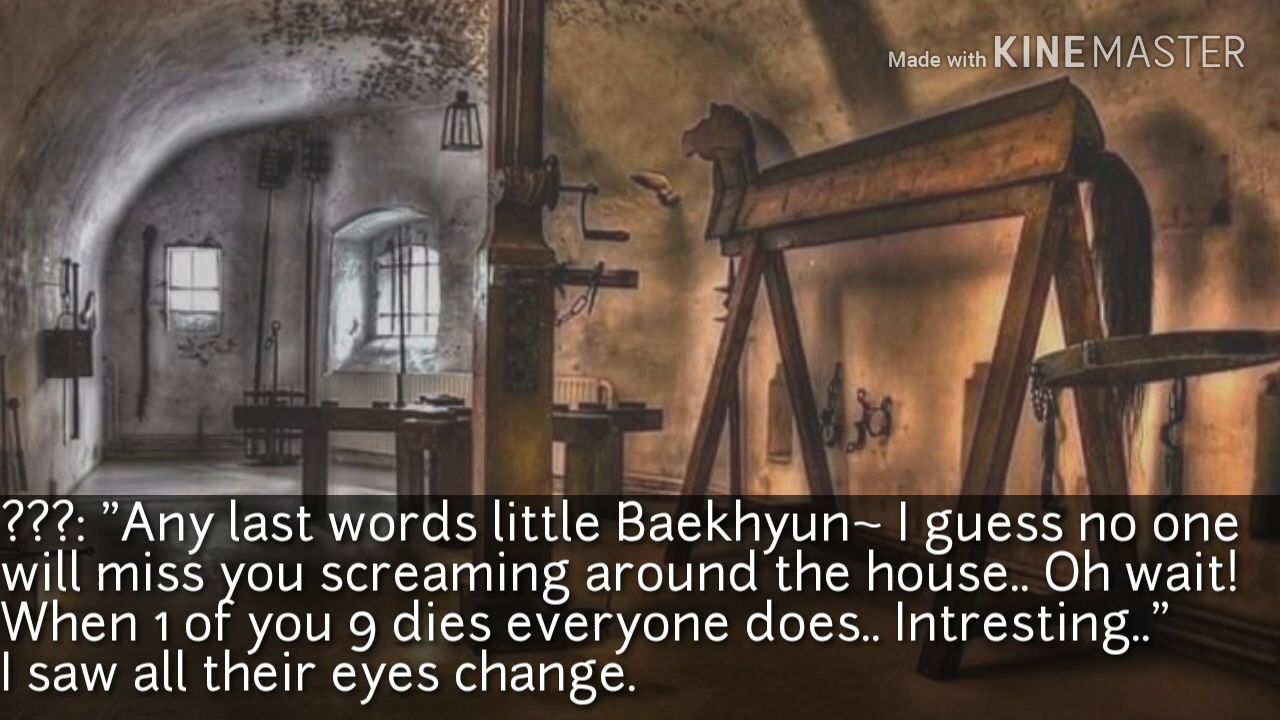 Made with KINEMASTER
???: "Any last words little Baekhyun~ I guess no one
will miss you screaming around the house.. Oh wait!
When 1 of you 9 dies everyone does.. Intresting.."
I saw all their eyes change.